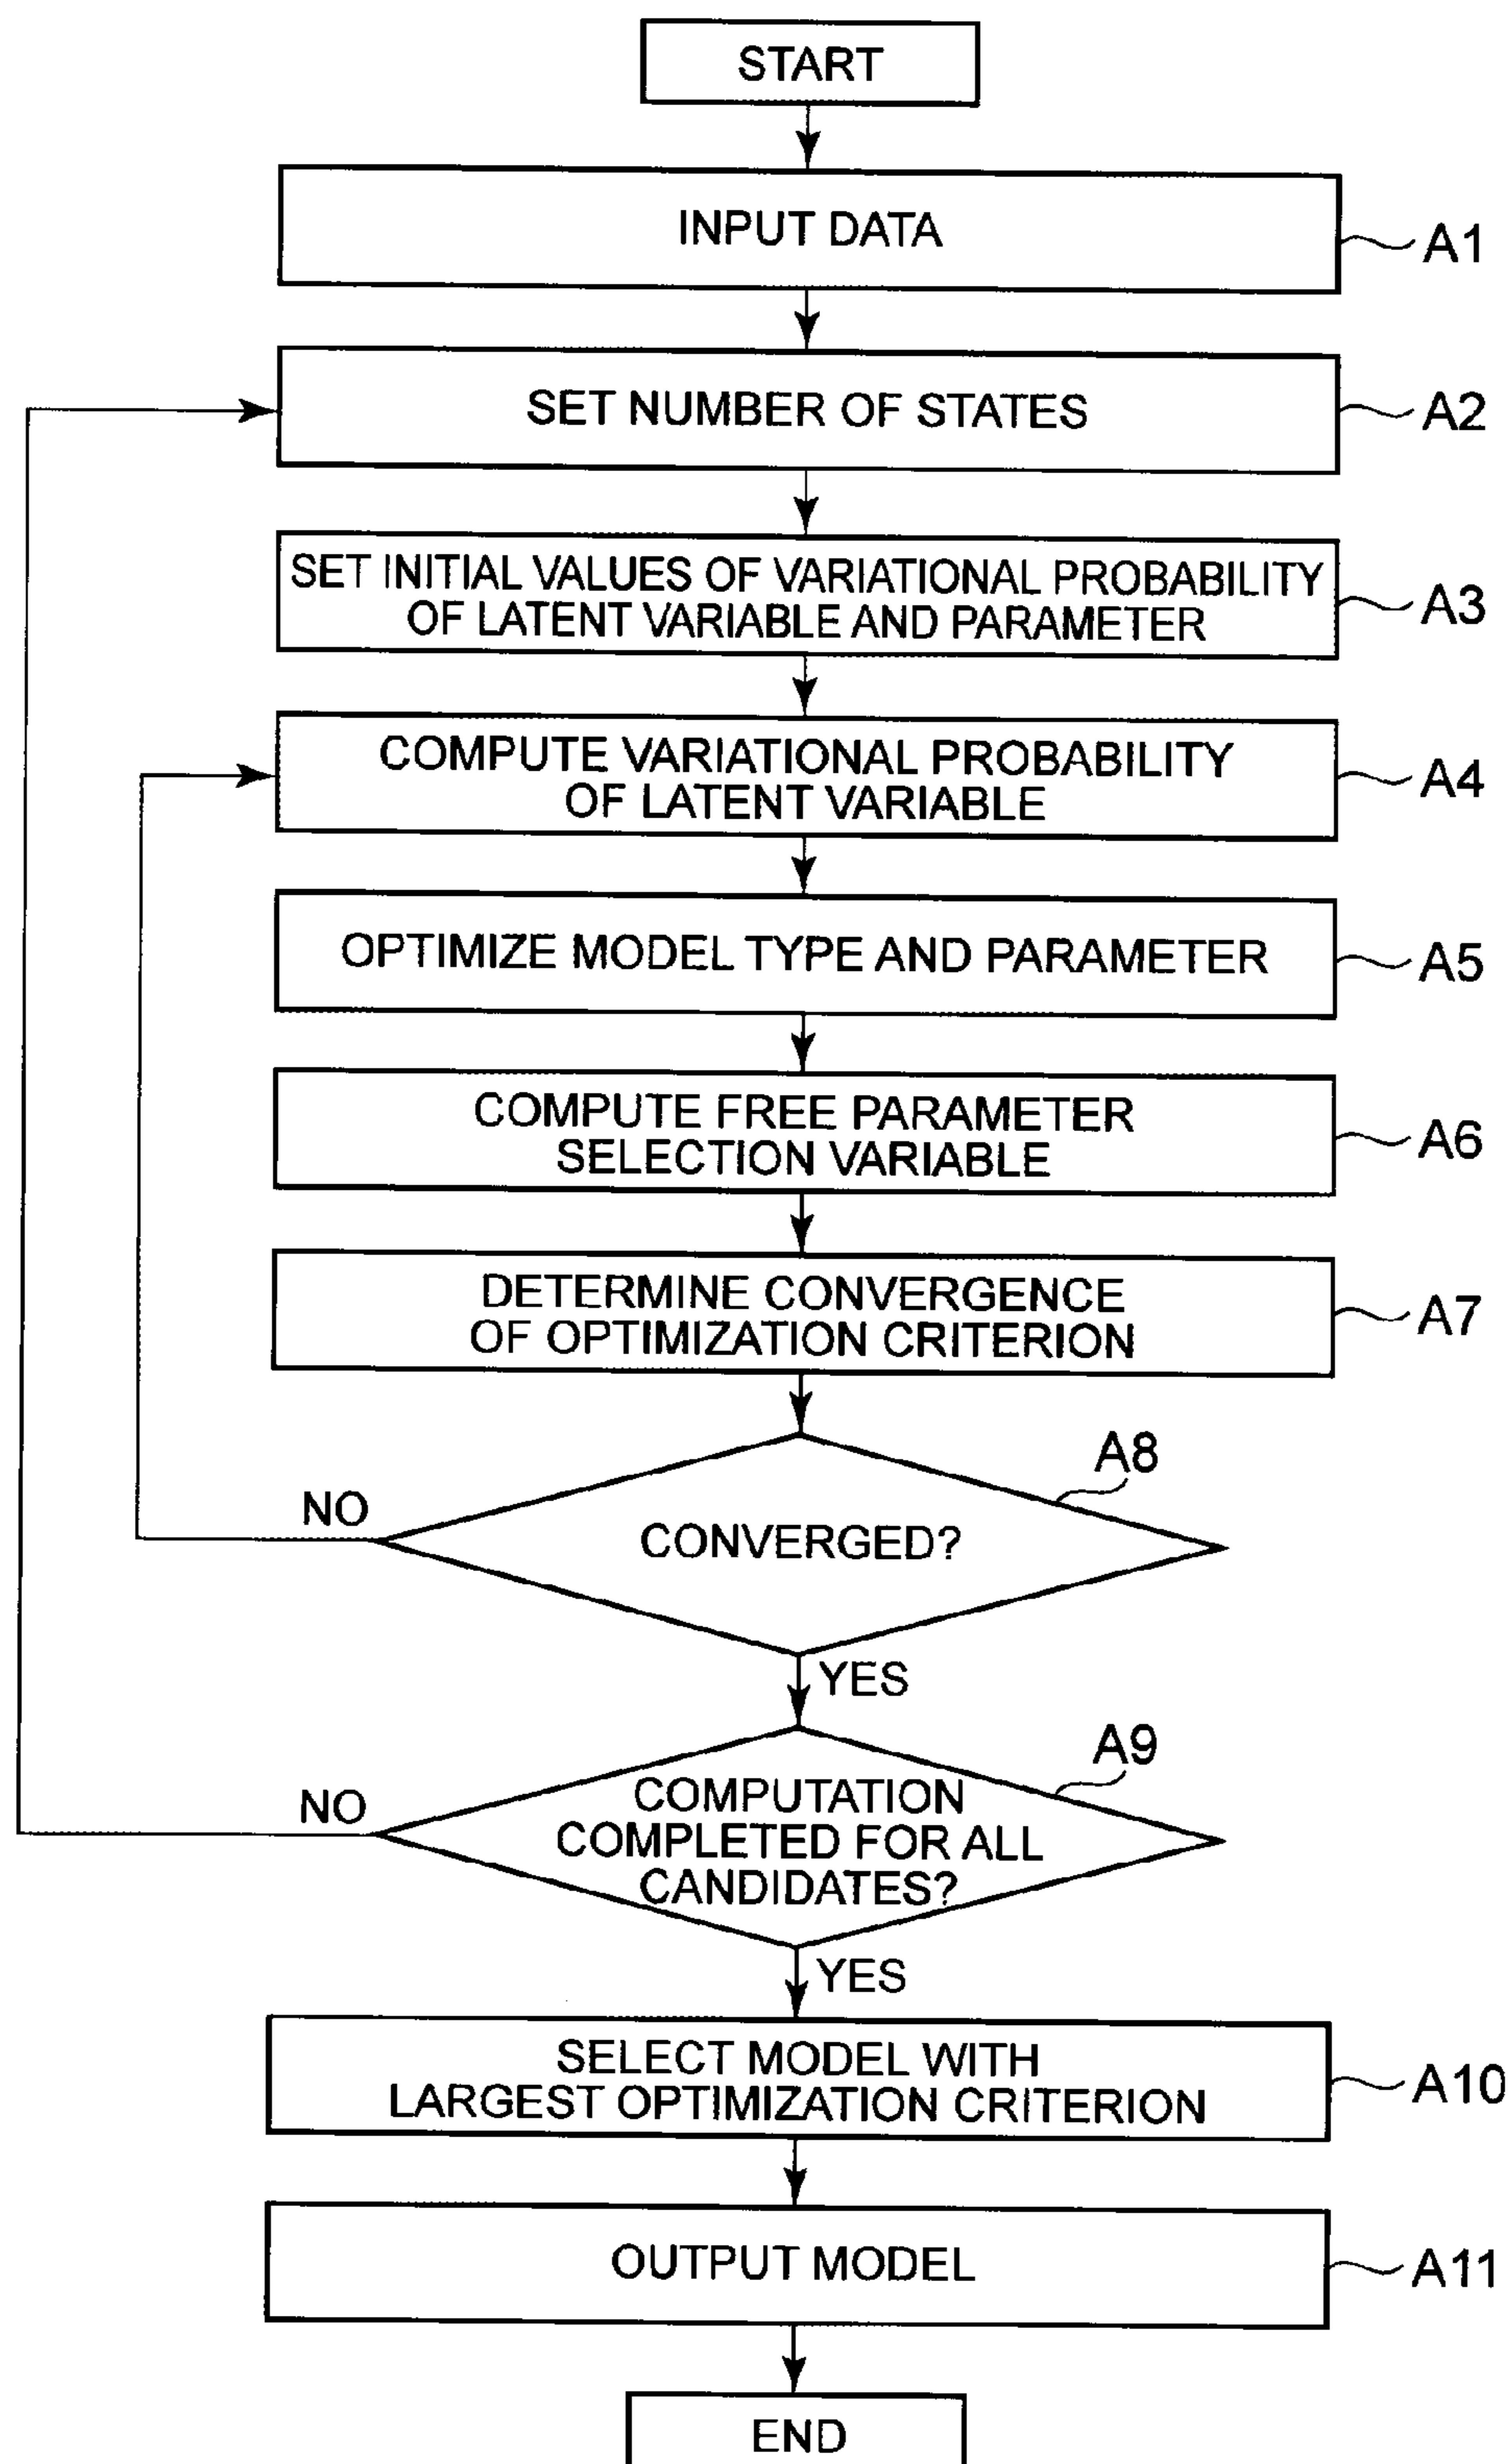 START
INPUT DATA
A1
SET NUMBER OF STATES
A2
SET INITIAL VALUES OF VARIATIONAL PROBABILITY
OF LATENT VARIABLE AND PARAMETER
A3
COMPUTE VARIATIONAL PROBABILITY
OF LATENT VARIABLE
A4
OPTIMIZE MODEL TYPE AND PARAMETER
A5
COMPUTE FREE PARAMETER
SELECTION VARIABLE
A6
DETERMINE CONVERGENCE
OF OPTIMIZATION CRITERION
A7
A8
NO
CONVERGED?
YES
A9
NO
COMPUTATION
COMPLETED FOR ALL
CANDIDATES?
YES
SELECT MODEL WITH
LARGEST OPTIMIZATION CRITERION
A10
OUTPUT MODEL
A11
END